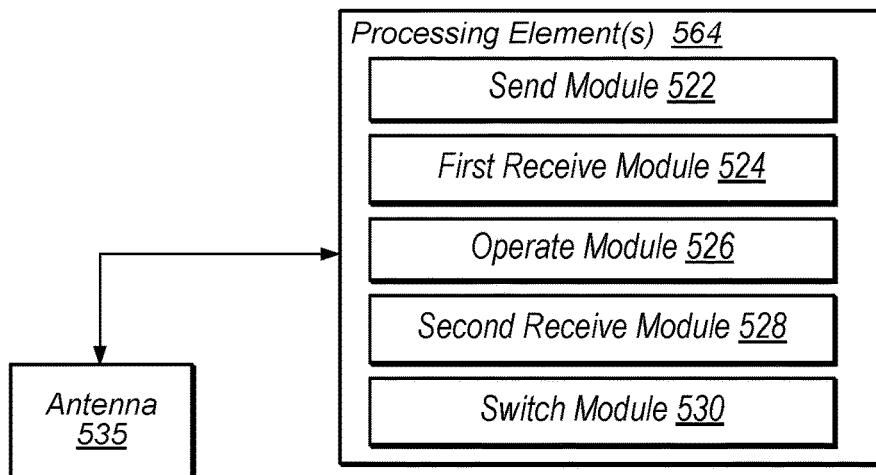 Processing Element(s) 564
Send Module 522
First Receive Module 524
Operate Module 526
Second Receive Module 528
Switch Module 530
Antenna
535